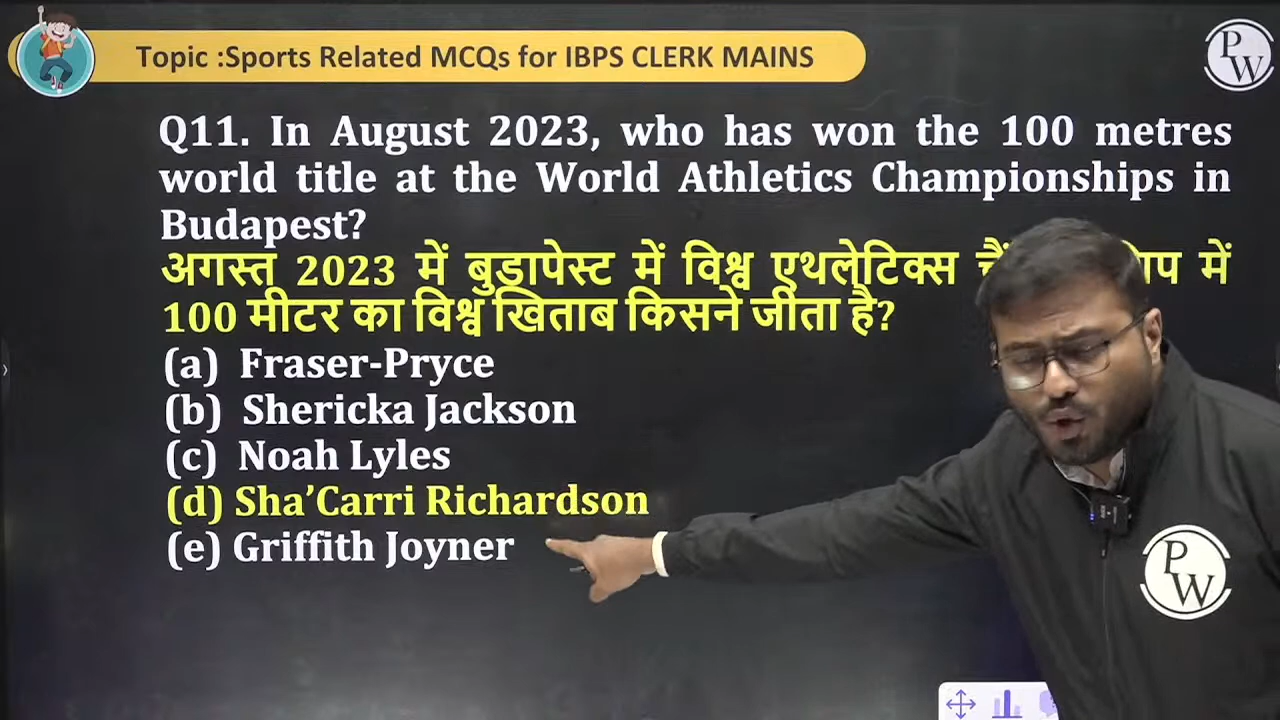 Topic :Sports Related MCQs for IBPS CLERK MAINS
PW
Q11. In August 2023, who has won the 100 metres
world title at the World Athletics Championships in
Budapest?
अगस्त 2023 में बुडापेस्ट में विश्व एथलेटिक्स में
100 मीटर का विश्व खिताब किसने जीता है?
(a) Fraser-Pryce
(b) Shericka Jackson
(c) Noah Lyles
(d) Sha’Carri Richardson
(e) Griffith Joyner
PW